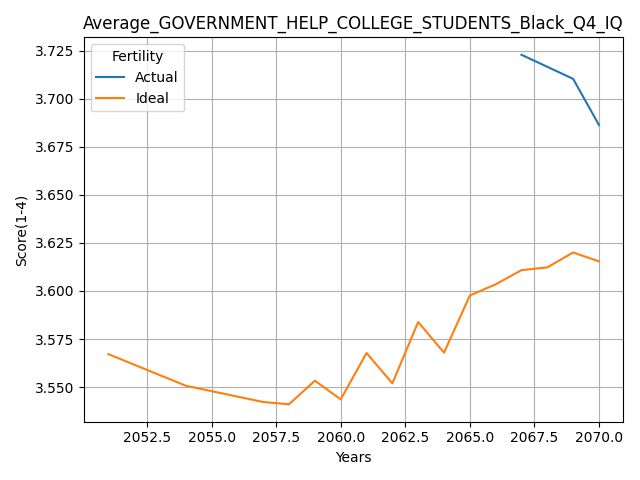 Average_GOVERNMENT_HELP_COLLEGE_STUDENTS_Black_Q4_IQ
Fertility
Actual
Ideal
3.725
3.700
3.675
3.650
3.625
3.600
3.575
3.550
Score(1-4)
2052.5 2055.0 2057.5 2060.0 2062.5 2065.0 2067.5 2070.0
Years